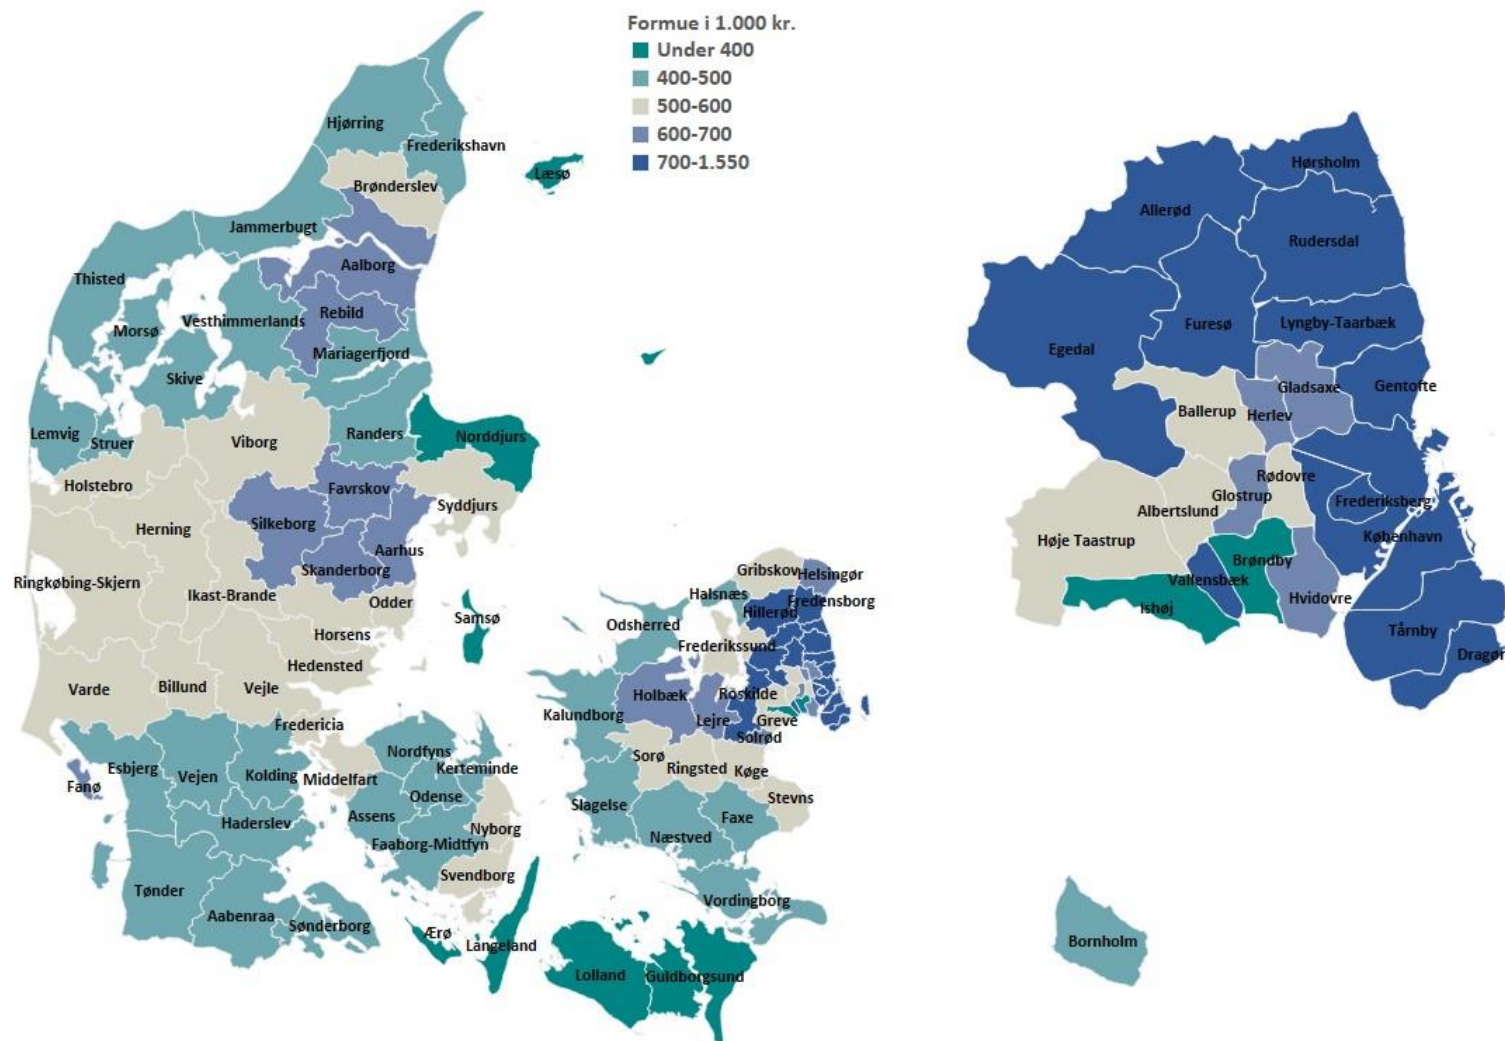 Formue i 1.000 kr.
Under 400
400-500
500-600
600-700
700-1.550
Hjørring
Frederikshavn
Læsø
Brønderslev
Jammerbugt
Aalborg
Thisted
Rebild
Vesthimmerlands
Morsø
Mariagerfjord
Skive
Lemvig
Struer
Viborg
Randers
Norddjurs
Holstebro
Favrskov
Syddjurs
Herning
Silkeborg
Aarhus
Skanderborg
Ringkøbing-Skjern
Ikast-Brande
Odder
Samsø
Horsens
Hedensted
Varde
Billund
Vejle
Fredericia
Esbjerg
Vejen
Kolding
Middelfart
Fanø
Haderslev
Tønder
Aabenraa
Sønderborg
Nordfyns
Kerteminde
Odense
Assens
Nyborg
Faaborg-Midtfyn
Svendborg
Ærø
Langeland
Gribskov
Helsingør
Halsnæs
Fredensborg
Hillerød
Odsherred
Frederikssund
Holbæk
Roskilde
Kalundborg
Lejre
Greve
Solrød
Sorø
Ringsted
Køge
Stevns
Slagelse
Faxe
Næstved
Vordingborg
Lolland
Guldborgsund
Hørsholm
Allerød
Rudersdal
Furesø
Lyngby-Taarbæk
Egedal
Gladsaxe
Gentofte
Ballerup
Herlev
Rødovre
Glostrup
Frederiksberg
Albertslund
Høje Taastrup
København
Brøndby
Vallensbæk
Hvidovre
Ishøj
Tårnby
Dragør
Bornholm